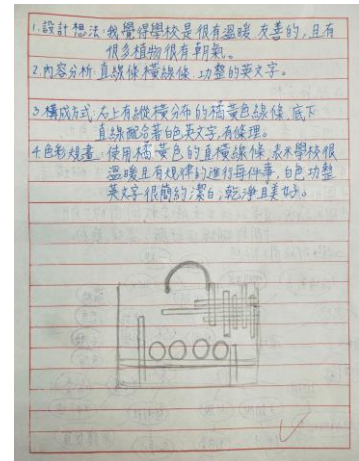 1.設計想法:我覺得學校是很有溫暖、友善的,且有
很多植物很有朝氣。
2.內容分析:直線條橫線條、功整的英文字。
3.構成方式:右上有縱橫分布的橘黃色線條,底下
直線配合著白色英文字,有條理。
4.色彩規畫:使用橘黃色的直橫線條,表示學校很
溫暖且有規律的進行每件事,白色功整
英文字很簡約潔白,乾淨且美好。